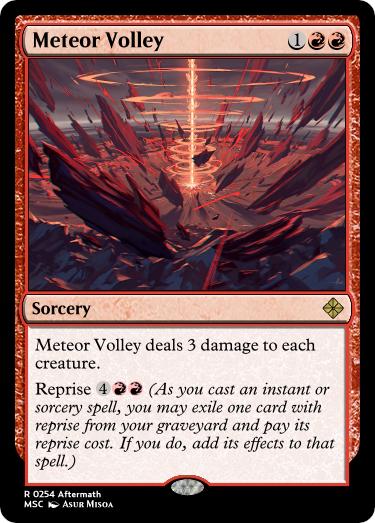 Meteor Volley 1
Sorcery
Meteor Volley deals 3 damage to each
creature.
Reprise 4 (As you cast an instant or
sorcery spell, you may exile one card with
reprise from your graveyard and pay its
reprise cost. If you do, add its effects to that
spell.)
R 0254 Aftermath
MSC Asur Misoa